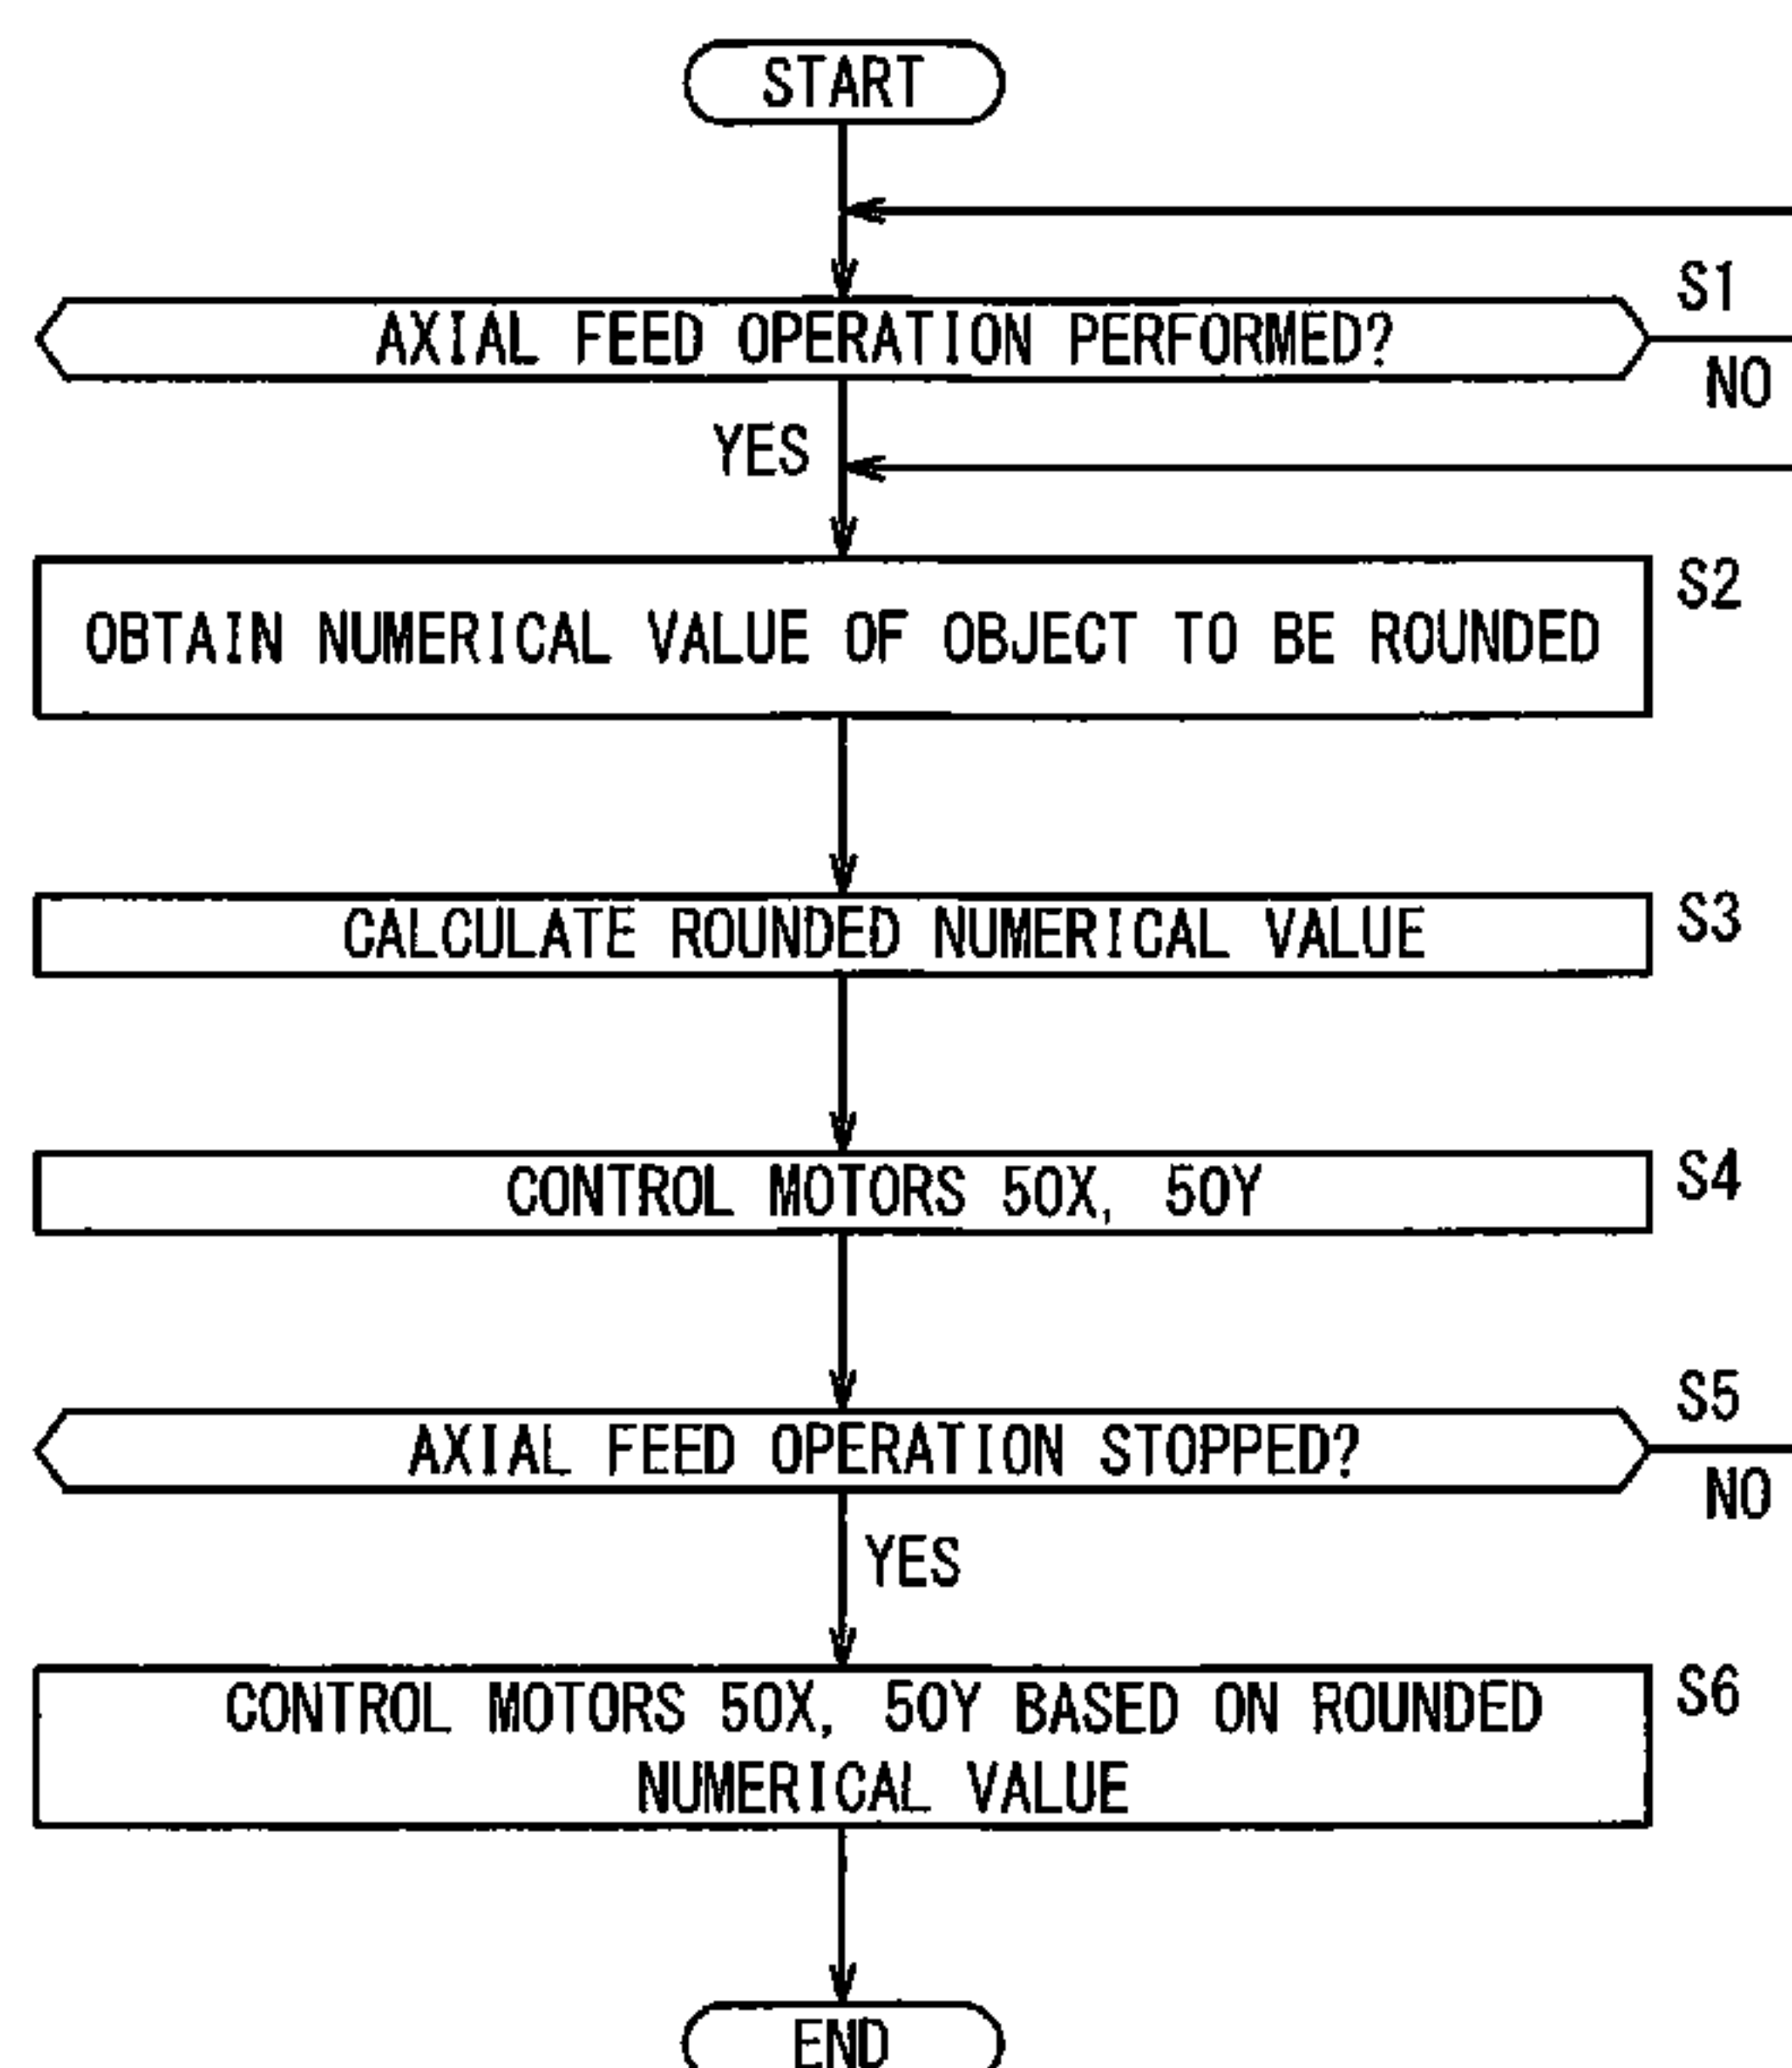 START
S1
AXIAL FEED OPERATION PERFORMED?
NO
YES
S2
OBTAIN NUMERICAL VALUE OF OBJECT TO BE ROUNDED
S3
CALCULATE ROUNDED NUMERICAL VALUE
S4
CONTROL MOTORS 50X, 50Y
S5
AXIAL FEED OPERATION STOPPED?
NO
YES
S6
CONTROL MOTORS 50X, 50Y BASED ON ROUNDED
NUMERICAL VALUE
END